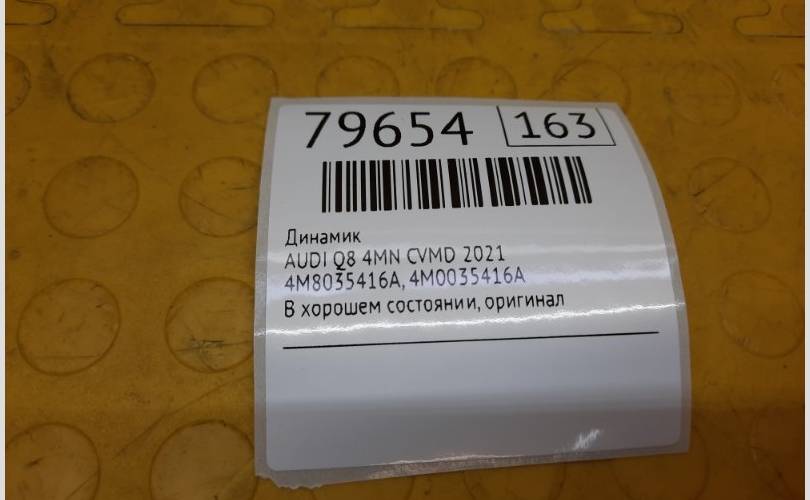 79654 163
Динамик
AUDI Q8 4MN CVMD 2021
4M8035416A, 4M0035416A
В хорошем состоянии, оригинал